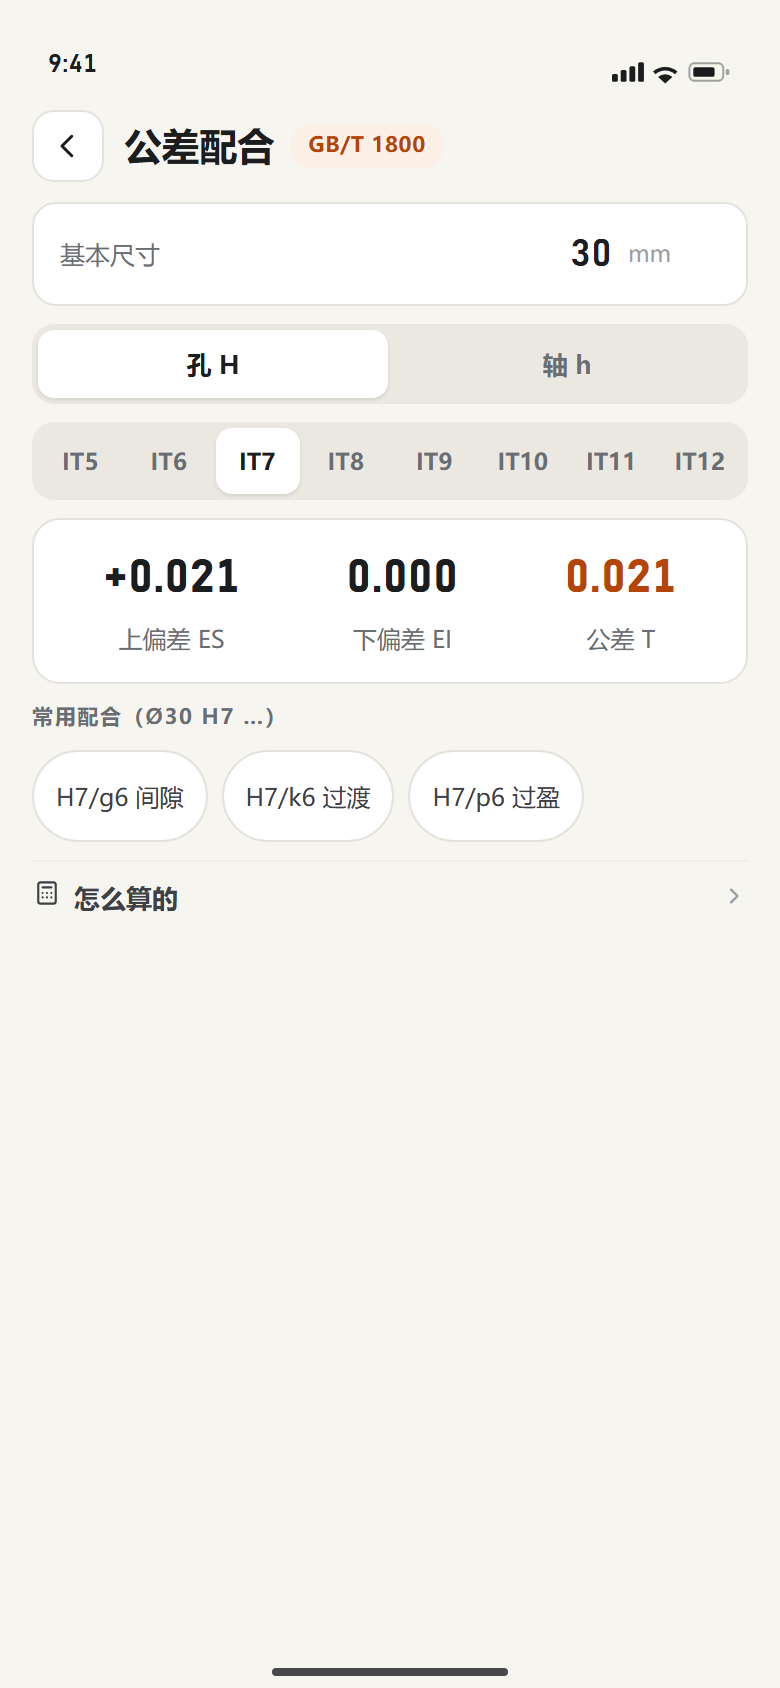 9:41
公差配合 GB/T 1800
基本尺寸 30 mm
孔 H 轴 h
IT5 IT6 IT7 IT8 IT9 IT10 IT11 IT12
+0.021 0.000 0.021
上偏差 ES 下偏差 EI 公差 T
常用配合（Ø30 H7 …）
H7/g6 间隙 H7/k6 过渡 H7/p6 过盈
怎么算的